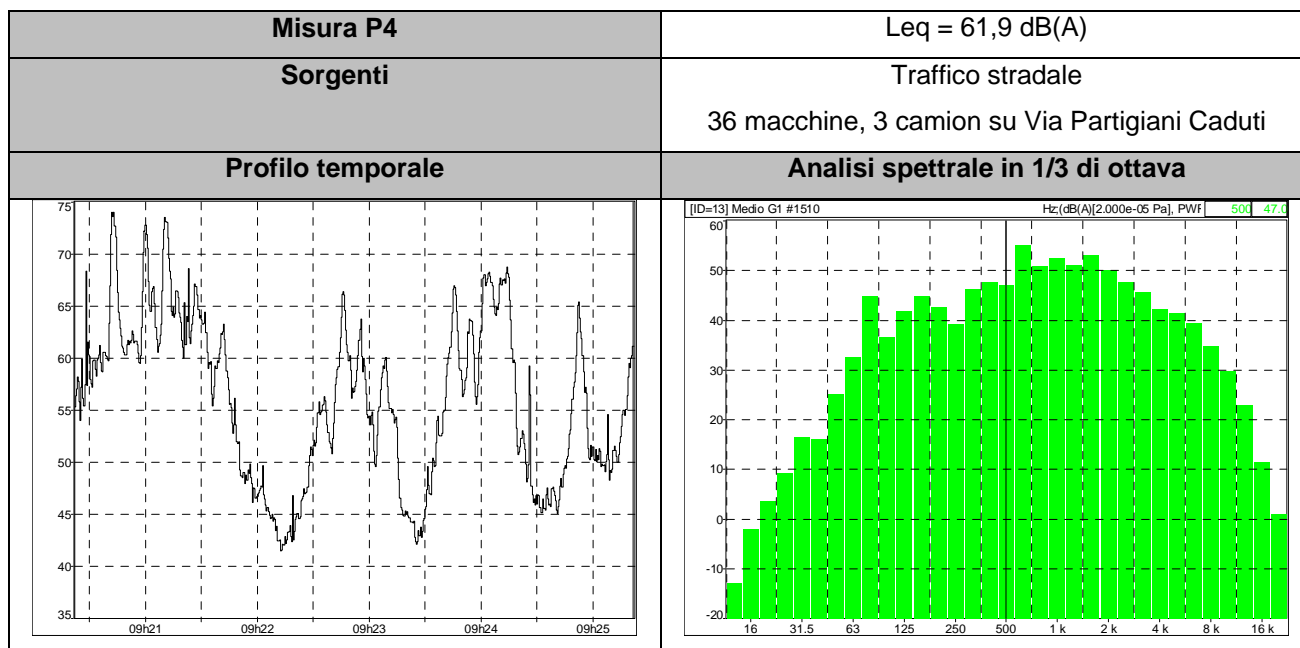 Misura P4
Leq = 61,9 dB(A)
Sorgenti
Traffico stradale
36 macchine, 3 camion su Via Partigiani Caduti
Profilo temporale
Analisi spettrale in 1/3 di ottava
75
70
65
60
55
50
45
40
35
09h21 09h22 09h23 09h24 09h25
[ID=13] Medio G1 #1510 Hz;(dB(A)[2.000e-05 Pa], PWR 500 47.0
60
50
40
30
20
10
0
-10
-20
16 31.5 63 125 250 500 1 k 2 k 4 k 8 k 16 k